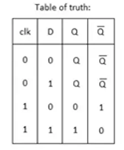 Table of truth:
clk D Q Q̅
0 0 Q Q̅
0 1 Q Q̅
1 0 0 1
1 1 1 0